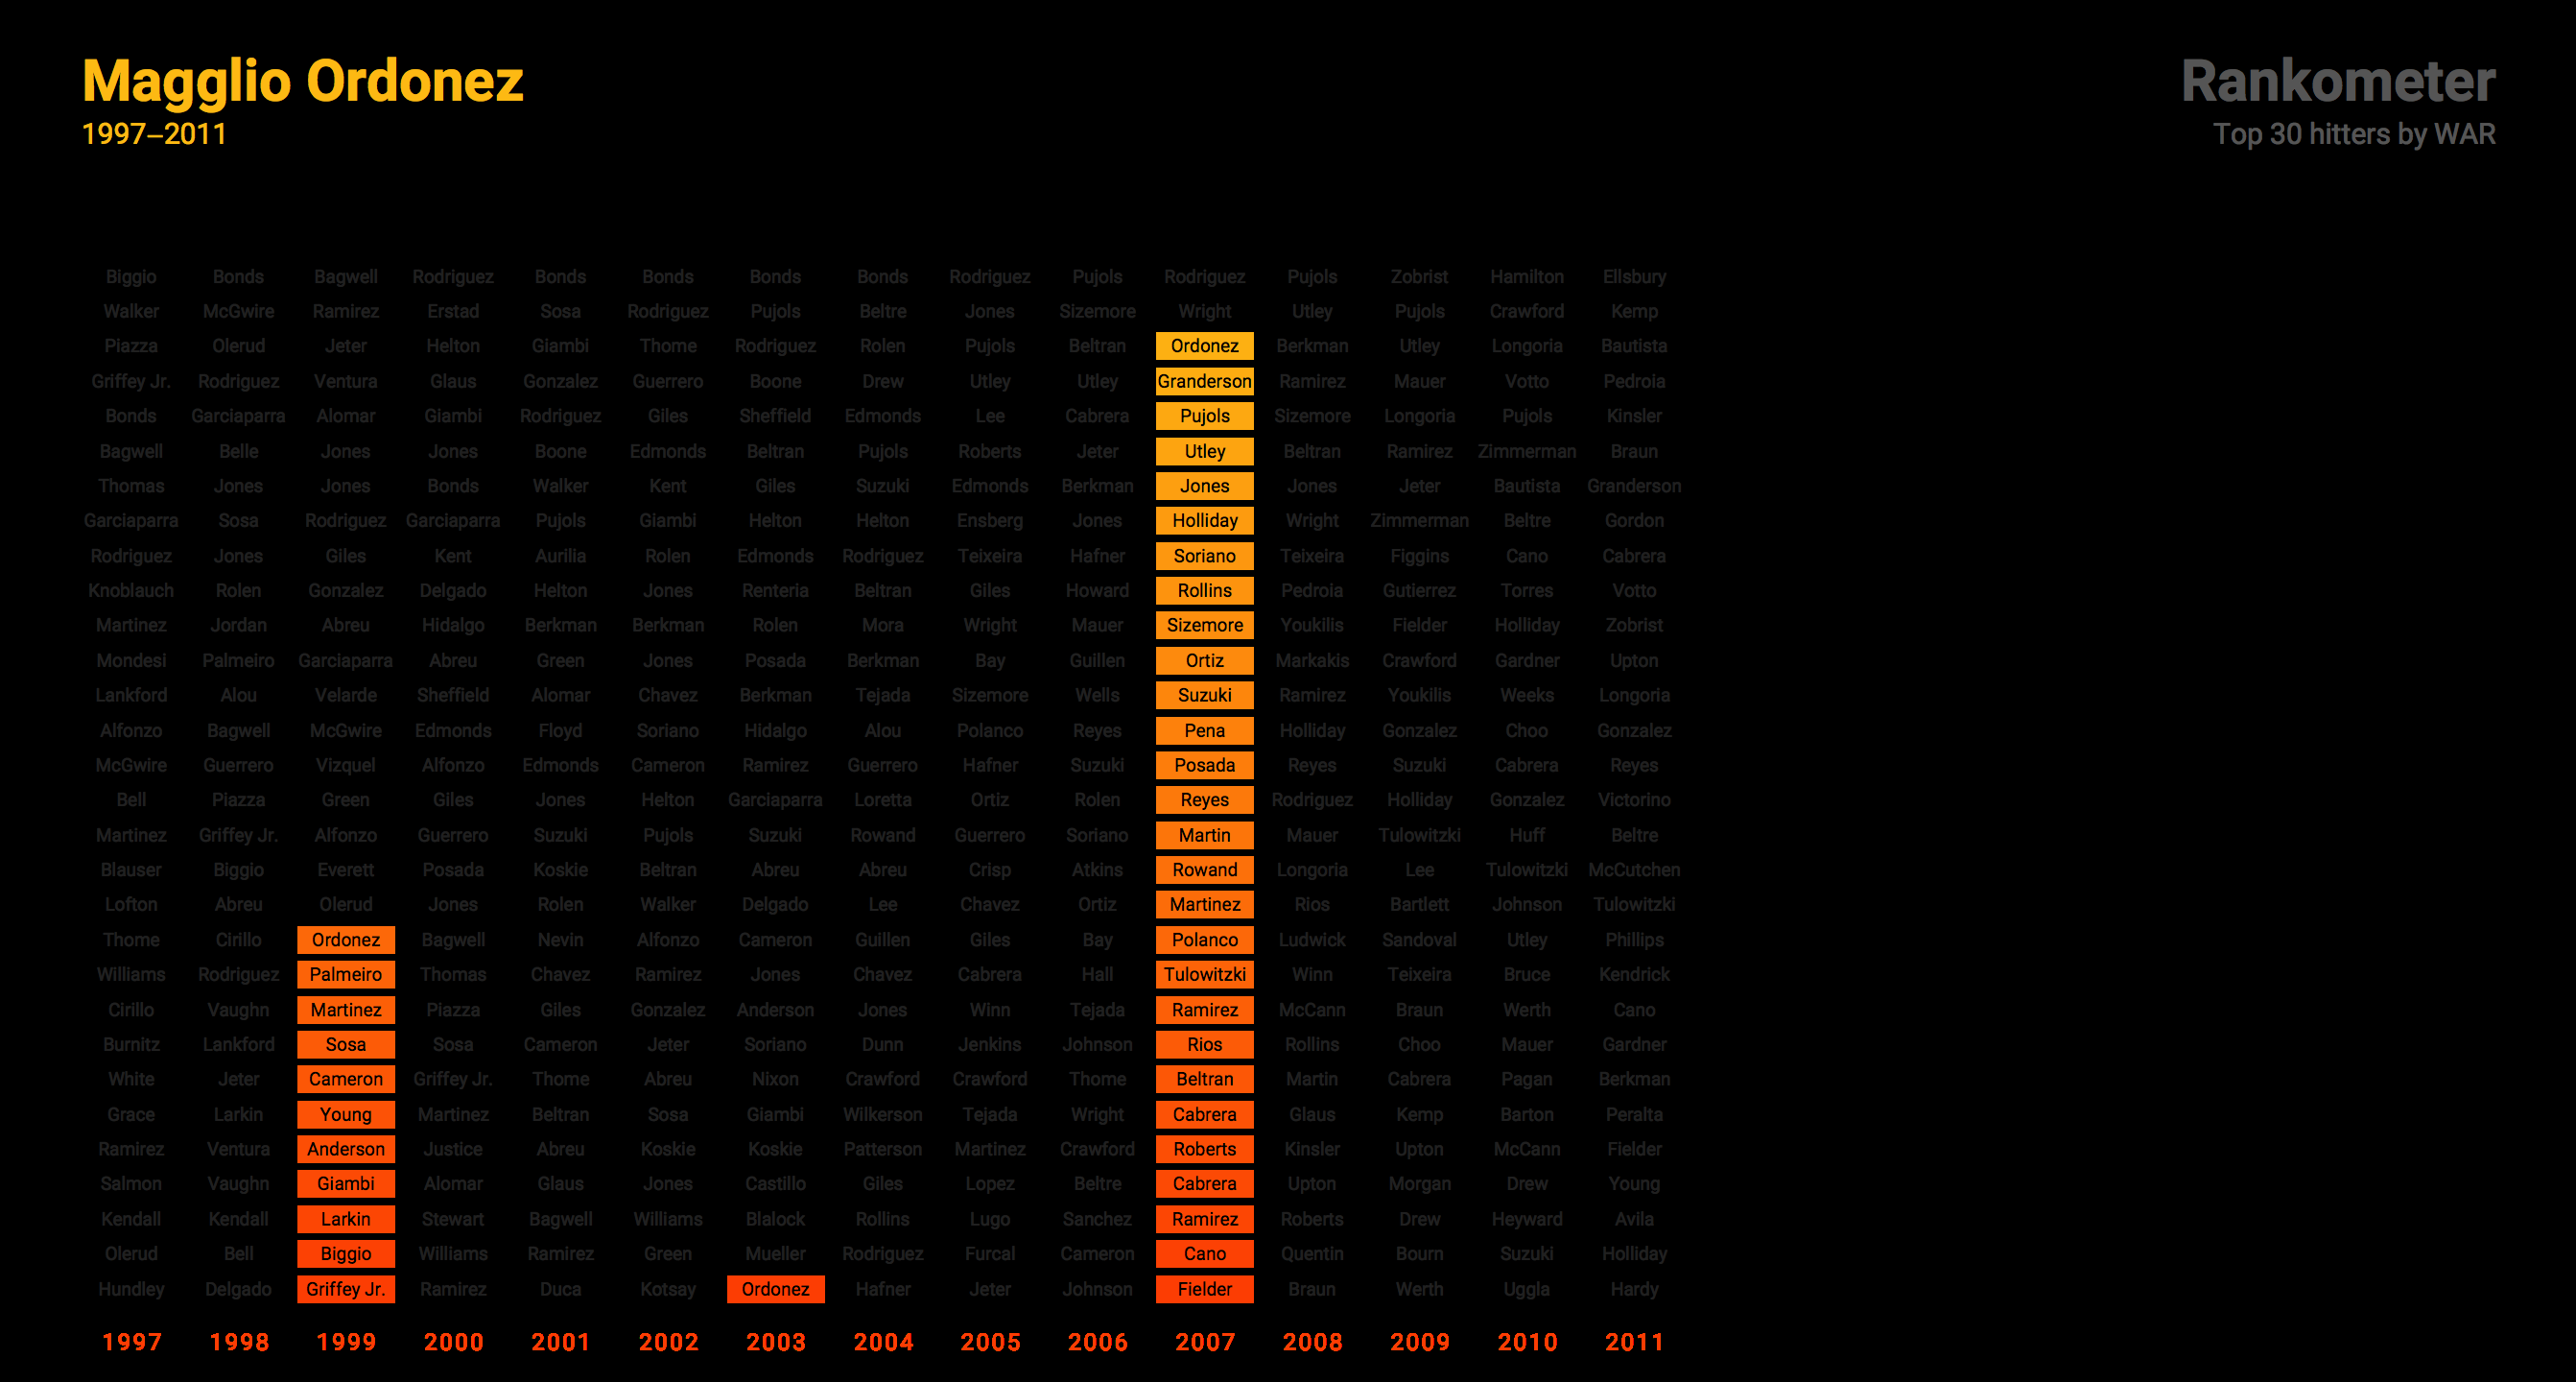 Magglio Ordonez
1997–2011
Rankometer
Top 30 hitters by WAR
Biggio Bonds Bagwell Rodriguez Bonds Bonds Bonds Bonds Rodriguez Pujols Rodriguez Pujols Zobrist Hamilton Ellsbury
Walker McGwire Ramirez Erstad Sosa Rodriguez Pujols Beltre Jones Sizemore Wright Utley Pujols Crawford Kemp
Piazza Olerud Jeter Helton Giambi Thome Rodriguez Rolen Pujols Beltran Ordonez Berkman Utley Longoria Bautista
Griffey Jr. Rodriguez Ventura Glaus Gonzalez Guerrero Boone Drew Utley Utley Granderson Ramirez Mauer Votto Pedroia
Bonds Garciaparra Alomar Giambi Rodriguez Giles Sheffield Edmonds Lee Cabrera Pujols Sizemore Longoria Pujols Kinsler
Bagwell Belle Jones Jones Boone Edmonds Beltran Pujols Roberts Jeter Utley Beltran Ramirez Zimmerman Braun
Thomas Jones Jones Bonds Walker Kent Giles Suzuki Edmonds Berkman Jones Jones Jeter Bautista Granderson
Garciaparra Sosa Rodriguez Garciaparra Pujols Giambi Helton Helton Ensberg Jones Holliday Wright Zimmerman Beltre Gordon
Rodriguez Jones Giles Kent Aurilia Rolen Edmonds Rodriguez Teixeira Hafner Soriano Teixeira Figgins Cano Cabrera
Knoblauch Rolen Gonzalez Delgado Helton Jones Renteria Beltran Giles Howard Rollins Pedroia Gutierrez Torres Votto
Martinez Jordan Abreu Hidalgo Berkman Berkman Rolen Mora Wright Mauer Sizemore Youkilis Fielder Holliday Zobrist
Mondesi Palmeiro Garciaparra Abreu Green Jones Posada Berkman Bay Guillen Ortiz Markakis Crawford Gardner Upton
Lankford Alou Velarde Sheffield Alomar Chavez Berkman Tejada Sizemore Wells Suzuki Ramirez Youkilis Weeks Longoria
Alfonzo Bagwell McGwire Edmonds Floyd Soriano Hidalgo Alou Polanco Reyes Pena Holliday Gonzalez Choo Gonzalez
McGwire Guerrero Vizquel Alfonzo Edmonds Cameron Ramirez Guerrero Hafner Suzuki Posada Reyes Suzuki Cabrera Reyes
Bell Piazza Green Giles Jones Helton Garciaparra Loretta Ortiz Rolen Reyes Rodriguez Holliday Gonzalez Victorino
Martinez Griffey Jr. Alfonzo Guerrero Suzuki Pujols Suzuki Rowand Guerrero Soriano Martin Mauer Tulowitzki Huff Beltre
Blauser Biggio Everett Posada Koskie Beltran Abreu Abreu Crisp Atkins Rowand Longoria Lee Tulowitzki McCutchen
Lofton Abreu Olerud Jones Rolen Walker Delgado Lee Chavez Ortiz Martinez Rios Bartlett Johnson Tulowitzki
Thome Cirillo Ordonez Bagwell Nevin Alfonzo Cameron Guillen Giles Bay Polanco Ludwick Sandoval Utley Phillips
Williams Rodriguez Palmeiro Thomas Chavez Ramirez Jones Chavez Cabrera Hall Tulowitzki Winn Teixeira Bruce Kendrick
Cirillo Vaughn Martinez Piazza Giles Gonzalez Anderson Jones Winn Tejada Ramirez McCann Braun Werth Cano
Burnitz Lankford Sosa Sosa Cameron Jeter Soriano Dunn Jenkins Johnson Rios Rollins Choo Mauer Gardner
White Jeter Cameron Griffey Jr. Thome Abreu Nixon Crawford Crawford Thome Beltran Martin Cabrera Pagan Berkman
Grace Larkin Young Martinez Beltran Sosa Giambi Wilkerson Tejada Wright Cabrera Glaus Kemp Barton Peralta
Ramirez Ventura Anderson Justice Abreu Koskie Koskie Patterson Martinez Crawford Roberts Kinsler Upton McCann Fielder
Salmon Vaughn Giambi Alomar Glaus Jones Castillo Giles Lopez Beltre Cabrera Upton Morgan Drew Young
Kendall Kendall Larkin Stewart Bagwell Williams Blalock Rollins Lugo Sanchez Ramirez Roberts Drew Heyward Avila
Olerud Bell Biggio Williams Ramirez Green Mueller Rodriguez Furcal Cameron Cano Quentin Bourn Suzuki Holliday
Hundley Delgado Griffey Jr. Ramirez Duca Kotsay Ordonez Hafner Jeter Johnson Fielder Braun Werth Uggla Hardy
1997 1998 1999 2000 2001 2002 2003 2004 2005 2006 2007 2008 2009 2010 2011